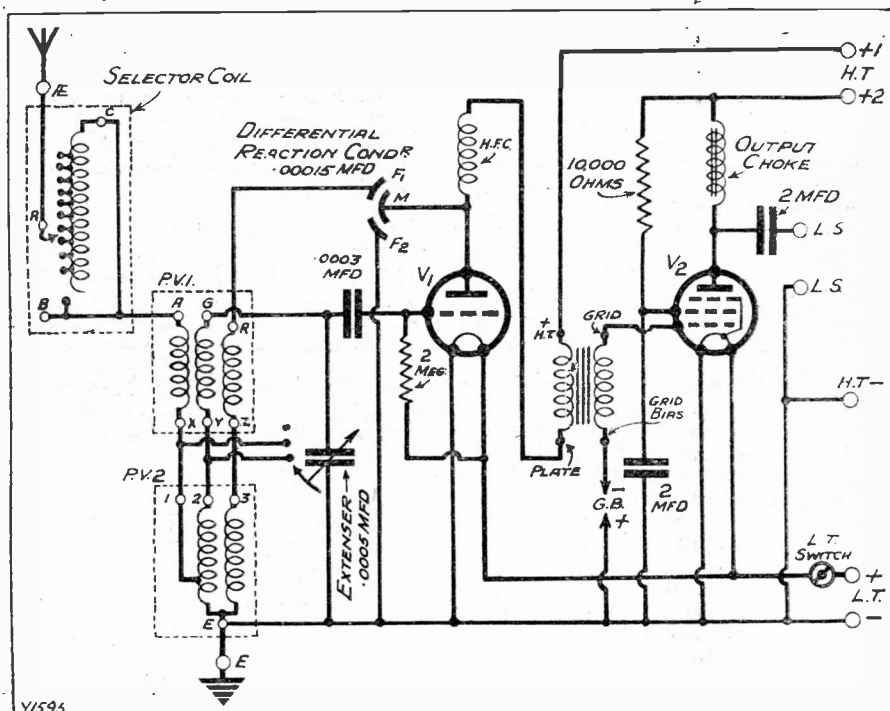 Æ
SELECTOR COIL
C
R
B
DIFFERENTIAL
REACTION CONDR
.00015 MFD
F1
M
F2
H.F.C.
+1
H.T
+2
10,000
OHMS
OUTPUT
CHOKE
2 MFD
L.S
L.S.
P.V.1.
A
G
R
.0003
MFD
V1
V2
2
MEG
+
H.T
GRID
GRID
BIAS
PLATE
H.T-
X
Y
Z
P.V.2
1
2
3
EXTENSER
.0005 MFD
-
G.B.
+
2
MFD
L.T.
SWITCH
+
L.T.
-
E
E
Y1595